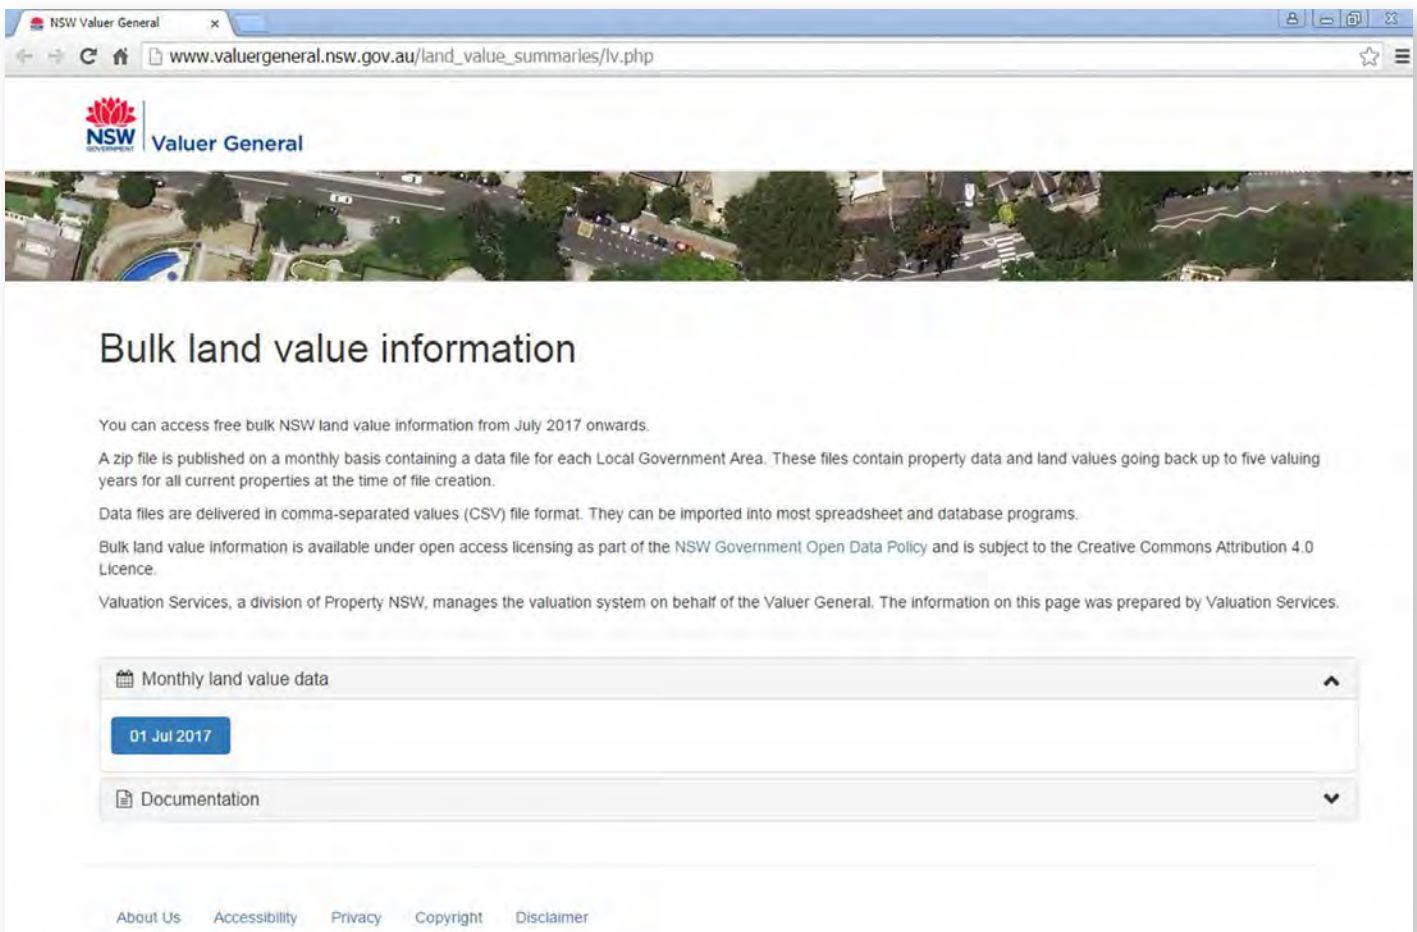 NSW Valuer General
www.valuergeneral.nsw.gov.au/land_value_summaries/lv.php
NSW
GOVERNMENT
Valuer General
Bulk land value information
You can access free bulk NSW land value information from July 2017 onwards.
A zip file is published on a monthly basis containing a data file for each Local Government Area. These files contain property data and land values going back up to five valuing
years for all current properties at the time of file creation.
Data files are delivered in comma-separated values (CSV) file format. They can be imported into most spreadsheet and database programs.
Bulk land value information is available under open access licensing as part of the NSW Government Open Data Policy and is subject to the Creative Commons Attribution 4.0
Licence.
Valuation Services, a division of Property NSW, manages the valuation system on behalf of the Valuer General. The information on this page was prepared by Valuation Services.
Monthly land value data
01 Jul 2017
Documentation
About Us Accessibility Privacy Copyright Disclaimer